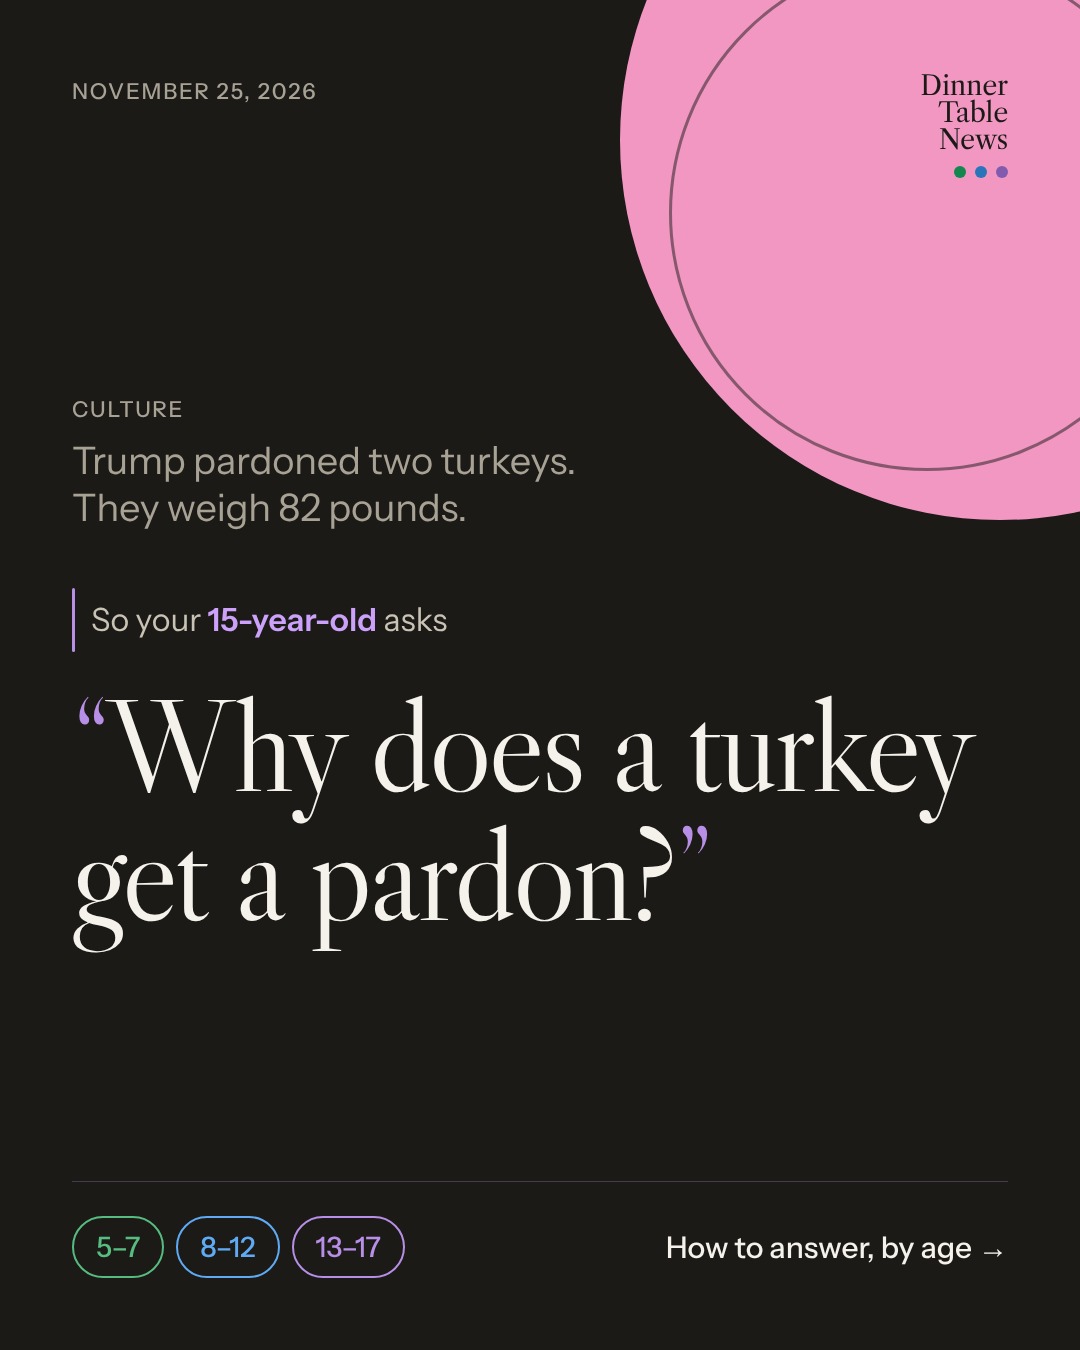 NOVEMBER 25, 2026
Dinner
Table
News
CULTURE
Trump pardoned two turkeys.
They weigh 82 pounds.
So your 15-year-old asks
“Why does a turkey
get a pardon?”
5–7
8–12
13–17
How to answer, by age →